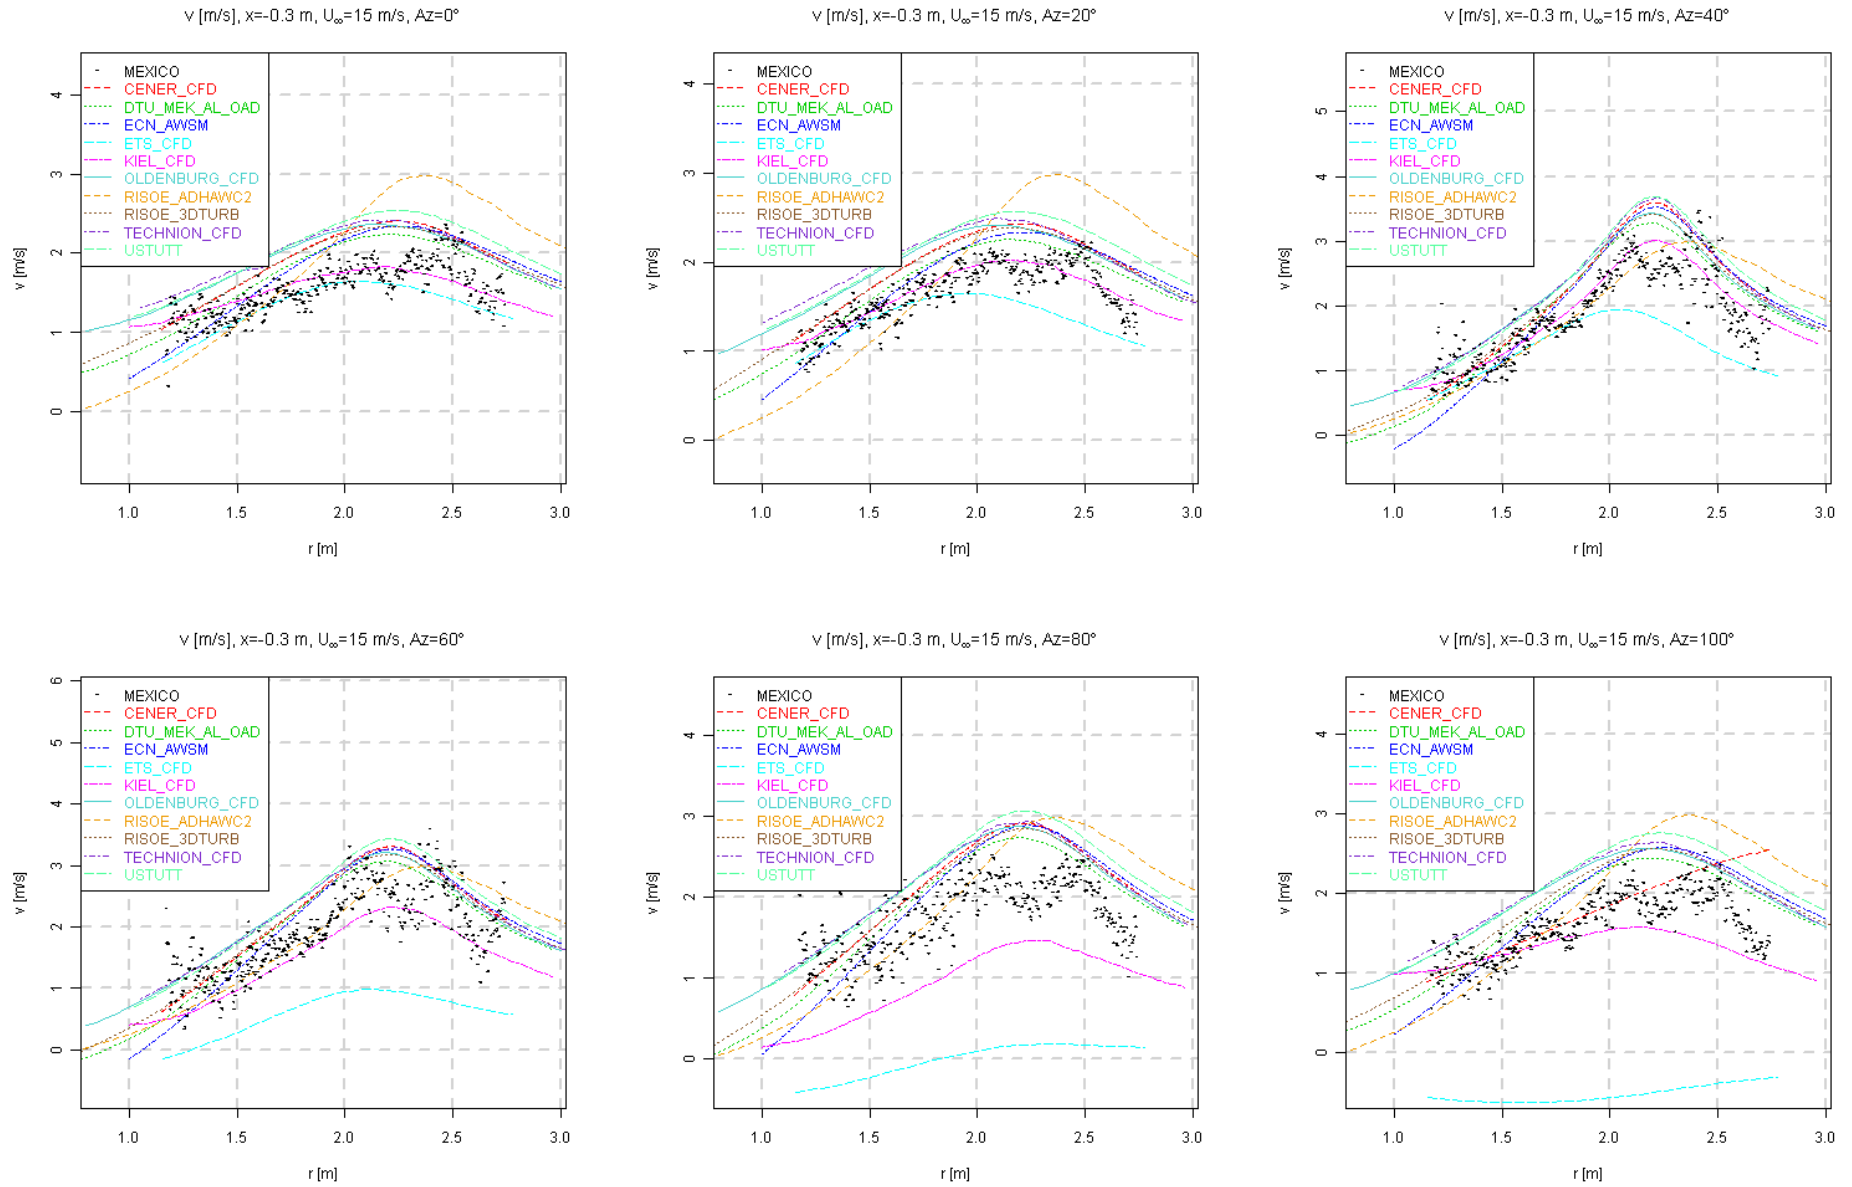 v [m/s], x=-0.3 m, U∞=15 m/s, Az=0°
MEXICO
CENER_CFD
DTU_MEK_AL_OAD
ECN_AWSM
ETS_CFD
KIEL_CFD
OLDENBURG_CFD
RISOE_ADHAWC2
RISOE_3DTURB
TECHNION_CFD
USTUTT
v [m/s]
4
3
2
1
0
1.0 1.5 2.0 2.5 3.0
r [m]
v [m/s], x=-0.3 m, U∞=15 m/s, Az=20°
MEXICO
CENER_CFD
DTU_MEK_AL_OAD
ECN_AWSM
ETS_CFD
KIEL_CFD
OLDENBURG_CFD
RISOE_ADHAWC2
RISOE_3DTURB
TECHNION_CFD
USTUTT
v [m/s]
4
3
2
1
0
1.0 1.5 2.0 2.5 3.0
r [m]
v [m/s], x=-0.3 m, U∞=15 m/s, Az=40°
MEXICO
CENER_CFD
DTU_MEK_AL_OAD
ECN_AWSM
ETS_CFD
KIEL_CFD
OLDENBURG_CFD
RISOE_ADHAWC2
RISOE_3DTURB
TECHNION_CFD
USTUTT
v [m/s]
5
4
3
2
1
0
1.0 1.5 2.0 2.5 3.0
r [m]
v [m/s], x=-0.3 m, U∞=15 m/s, Az=60°
MEXICO
CENER_CFD
DTU_MEK_AL_OAD
ECN_AWSM
ETS_CFD
KIEL_CFD
OLDENBURG_CFD
RISOE_ADHAWC2
RISOE_3DTURB
TECHNION_CFD
USTUTT
v [m/s]
6
5
4
3
2
1
0
1.0 1.5 2.0 2.5 3.0
r [m]
v [m/s], x=-0.3 m, U∞=15 m/s, Az=80°
MEXICO
CENER_CFD
DTU_MEK_AL_OAD
ECN_AWSM
ETS_CFD
KIEL_CFD
OLDENBURG_CFD
RISOE_ADHAWC2
RISOE_3DTURB
TECHNION_CFD
USTUTT
v [m/s]
4
3
2
1
0
1.0 1.5 2.0 2.5 3.0
r [m]
v [m/s], x=-0.3 m, U∞=15 m/s, Az=100°
MEXICO
CENER_CFD
DTU_MEK_AL_OAD
ECN_AWSM
ETS_CFD
KIEL_CFD
OLDENBURG_CFD
RISOE_ADHAWC2
RISOE_3DTURB
TECHNION_CFD
USTUTT
v [m/s]
4
3
2
1
0
1.0 1.5 2.0 2.5 3.0
r [m]